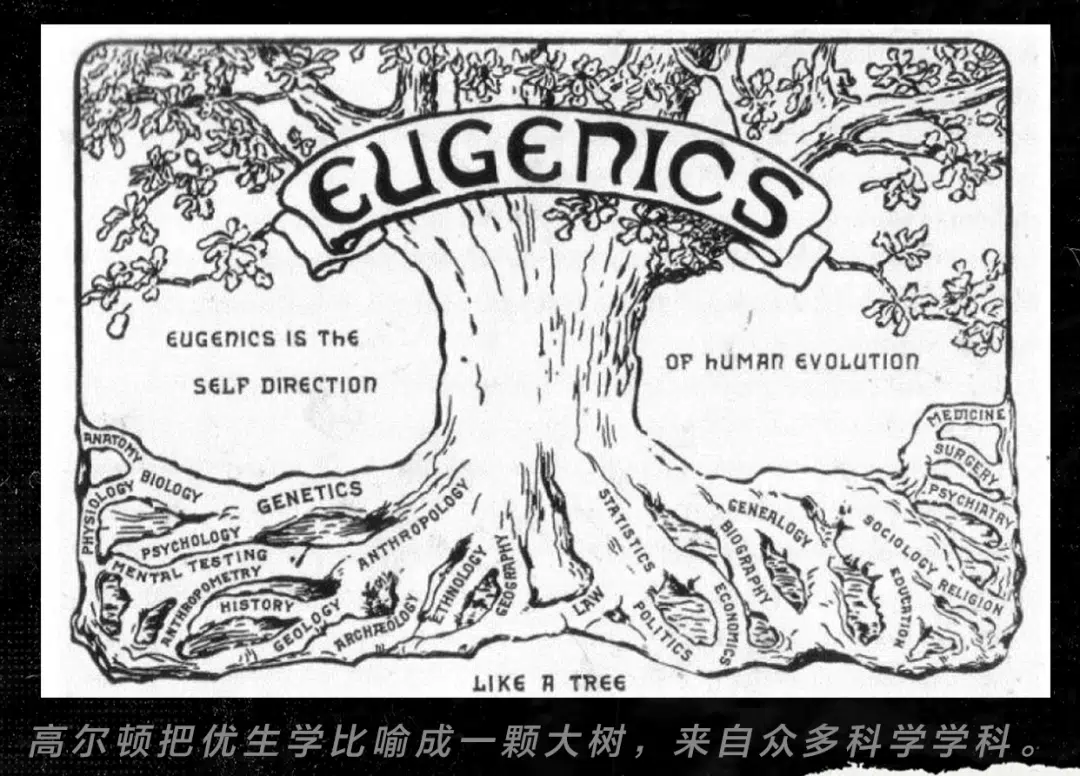 EUGENICS
EUGENICS IS THE
SELF DIRECTION
OF HUMAN EVOLUTION
ANATOMY
PHYSIOLOGY
BIOLOGY
GENETICS
PSYCHOLOGY
MENTAL TESTING
ANTHROPOMETRY
HISTORY
GEOLOGY
ANTHROPOLOGY
ARCHÆOLOGY
ETHNOLOGY
GEOGRAPHY
LAW
STATISTICS
POLITICS
ECONOMICS
BIOGRAPHY
GENEALOGY
EDUCATION
SOCIOLOGY
RELIGION
PSYCHIATRY
SURGERY
MEDICINE
LIKE A TREE
高尔顿把优生学比喻成一颗大树，来自众多科学学科。